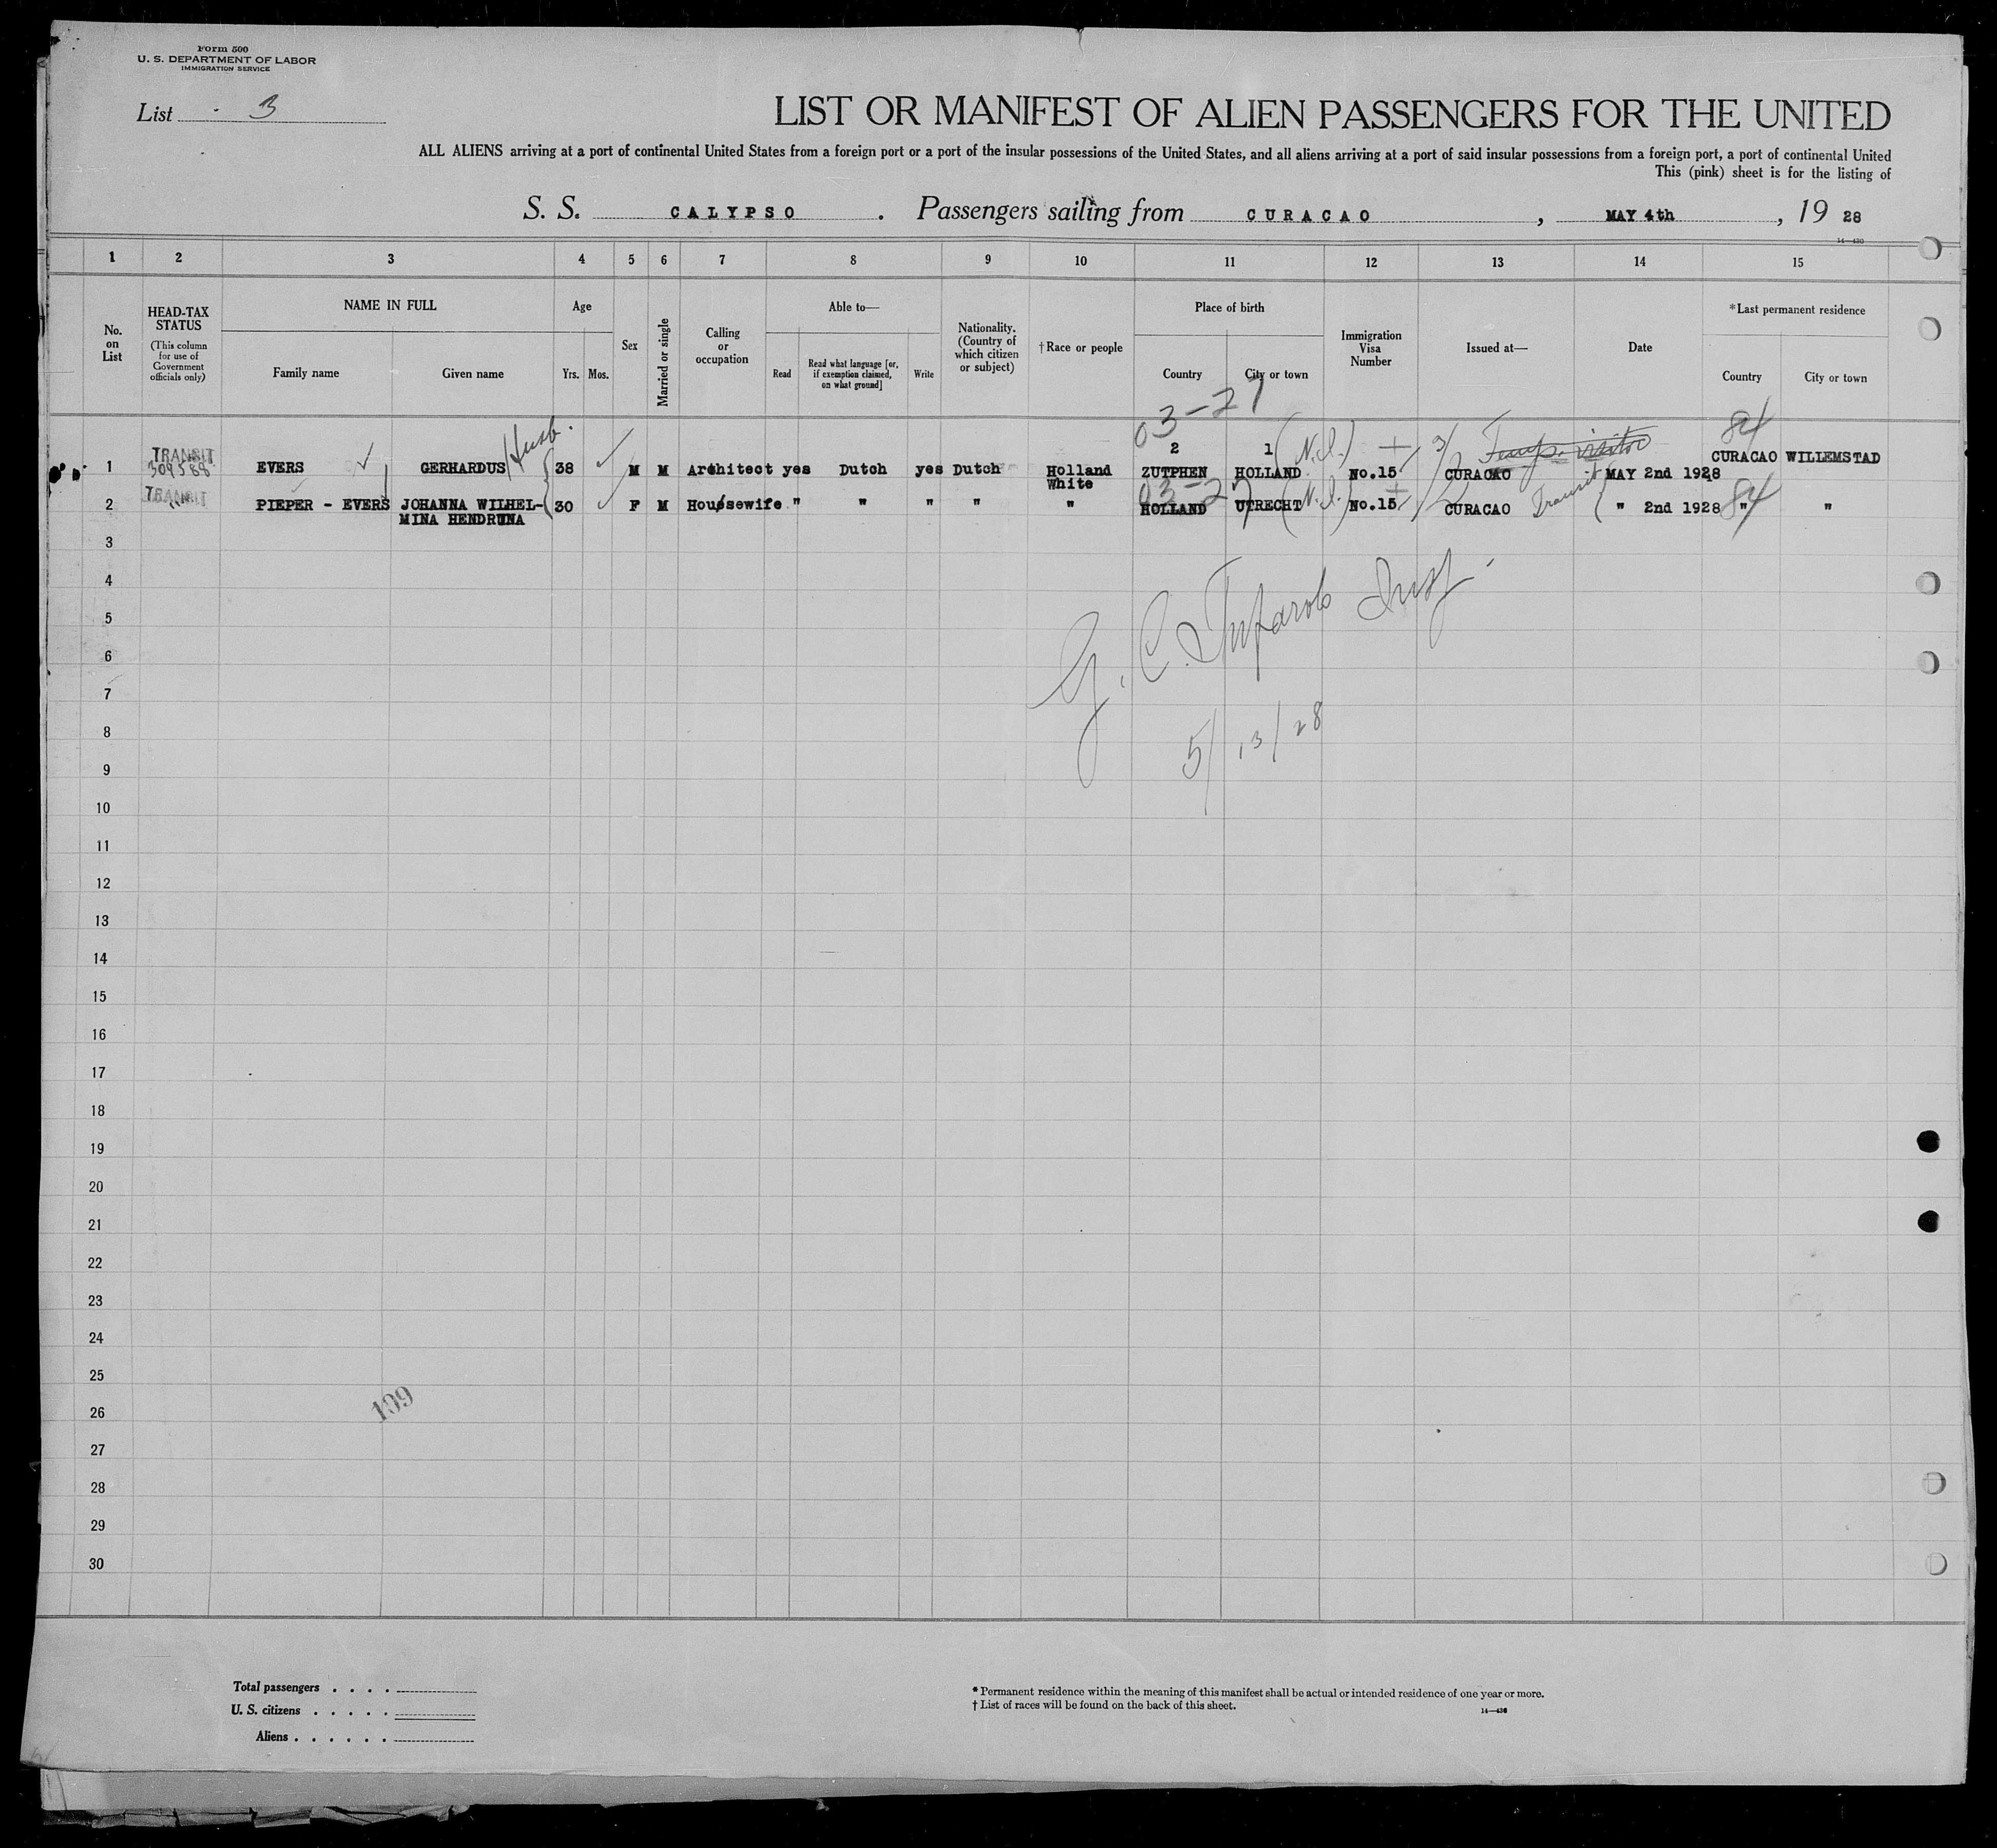 Form 500
U. S. DEPARTMENT OF LABOR
IMMIGRATION SERVICE
List 3
LIST OR MANIFEST OF ALIEN PASSENGERS FOR THE UNITED
ALL ALIENS arriving at a port of continental United States from a foreign port or a port of the insular possessions of the United States, and all aliens arriving at a port of said insular possessions from a foreign port, a port of continental United
This (pink) sheet is for the listing of
S. S. CALYPSO . Passengers sailing from CURACAO , MAY 4th , 19 28
14—430
1 2 3 4 5 6 7 8 9 10 11 12 13 14 15
No. on List
HEAD-TAX STATUS
(This column for use of Government officials only)
NAME IN FULL
Family name Given name
Age
Yrs. Mos.
Sex
Married or single
Calling or occupation
Able to—
Read
Read what language [or, if exemption claimed, on what ground]
Write
Nationality. (Country of which citizen or subject)
†Race or people
Place of birth
Country City or town
Immigration Visa Number
Issued at—
Date
*Last permanent residence
Country City or town
03-27
84
Husb.
Temp. visitor
2 1 (N.I.)
TRANSIT
309588
1 EVERS GERHARDUS 38 M M Architect yes Dutch yes Dutch Holland White ZUTPHEN HOLLAND No.15 CURACAO MAY 2nd 1928 CURACAO WILLEMSTAD
TRANSIT
03-27 (N.I.) Transit 84
2 PIEPER - EVERS JOHANNA WILHEL- 30 F M Housewife " " " " " HOLLAND UTRECHT No.15 CURACAO " 2nd 1928 " "
MINA HENDRUNA
3
4
5
6
7
8
9
10
11
12
13
14
15
16
17
18
19
20
21
22
23
24
25
26
27
28
29
30
5/13/28
109
Total passengers . . . .
U. S. citizens . . . . .
Aliens . . . . . .
* Permanent residence within the meaning of this manifest shall be actual or intended residence of one year or more.
† List of races will be found on the back of this sheet.
14—430